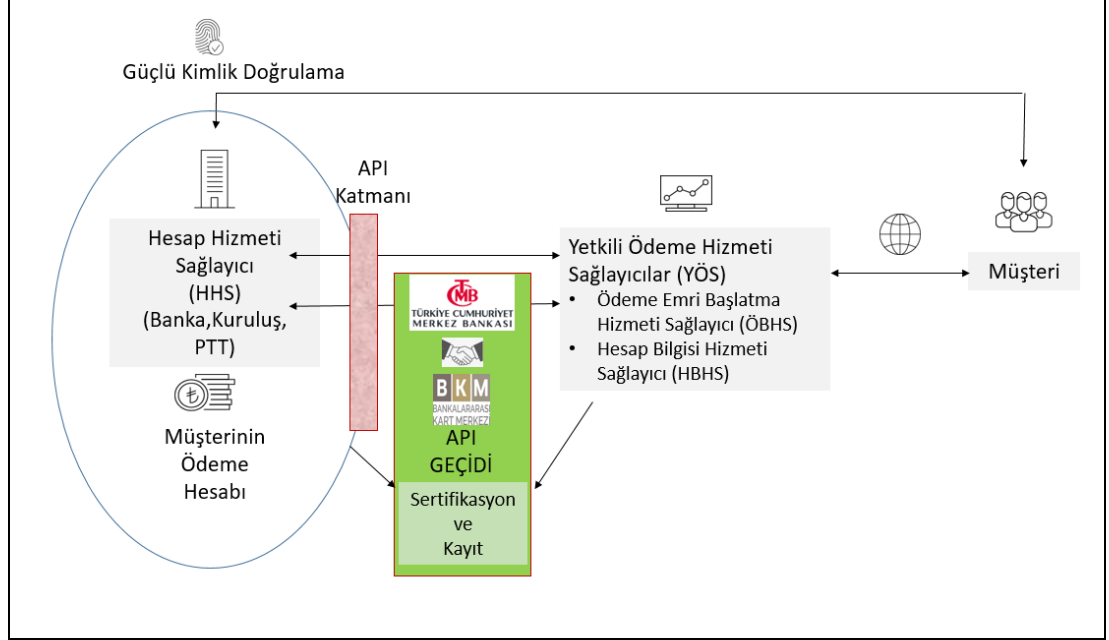 Güçlü Kimlik Doğrulama
API
Katmanı
Hesap Hizmeti
Sağlayıcı
(HHS)
(Banka,Kuruluş,
PTT)
Müşterinin
Ödeme
Hesabı
TCMB
TÜRKİYE CUMHURİYET
MERKEZ BANKASI
BKM
BANKALARARASI
KART MERKEZİ
API
GEÇİDİ
Sertifikasyon
ve
Kayıt
Yetkili Ödeme Hizmeti
Sağlayıcılar (YÖS)
• Ödeme Emri Başlatma
Hizmeti Sağlayıcı (ÖBHS)
• Hesap Bilgisi Hizmeti
Sağlayıcı (HBHS)
Müşteri